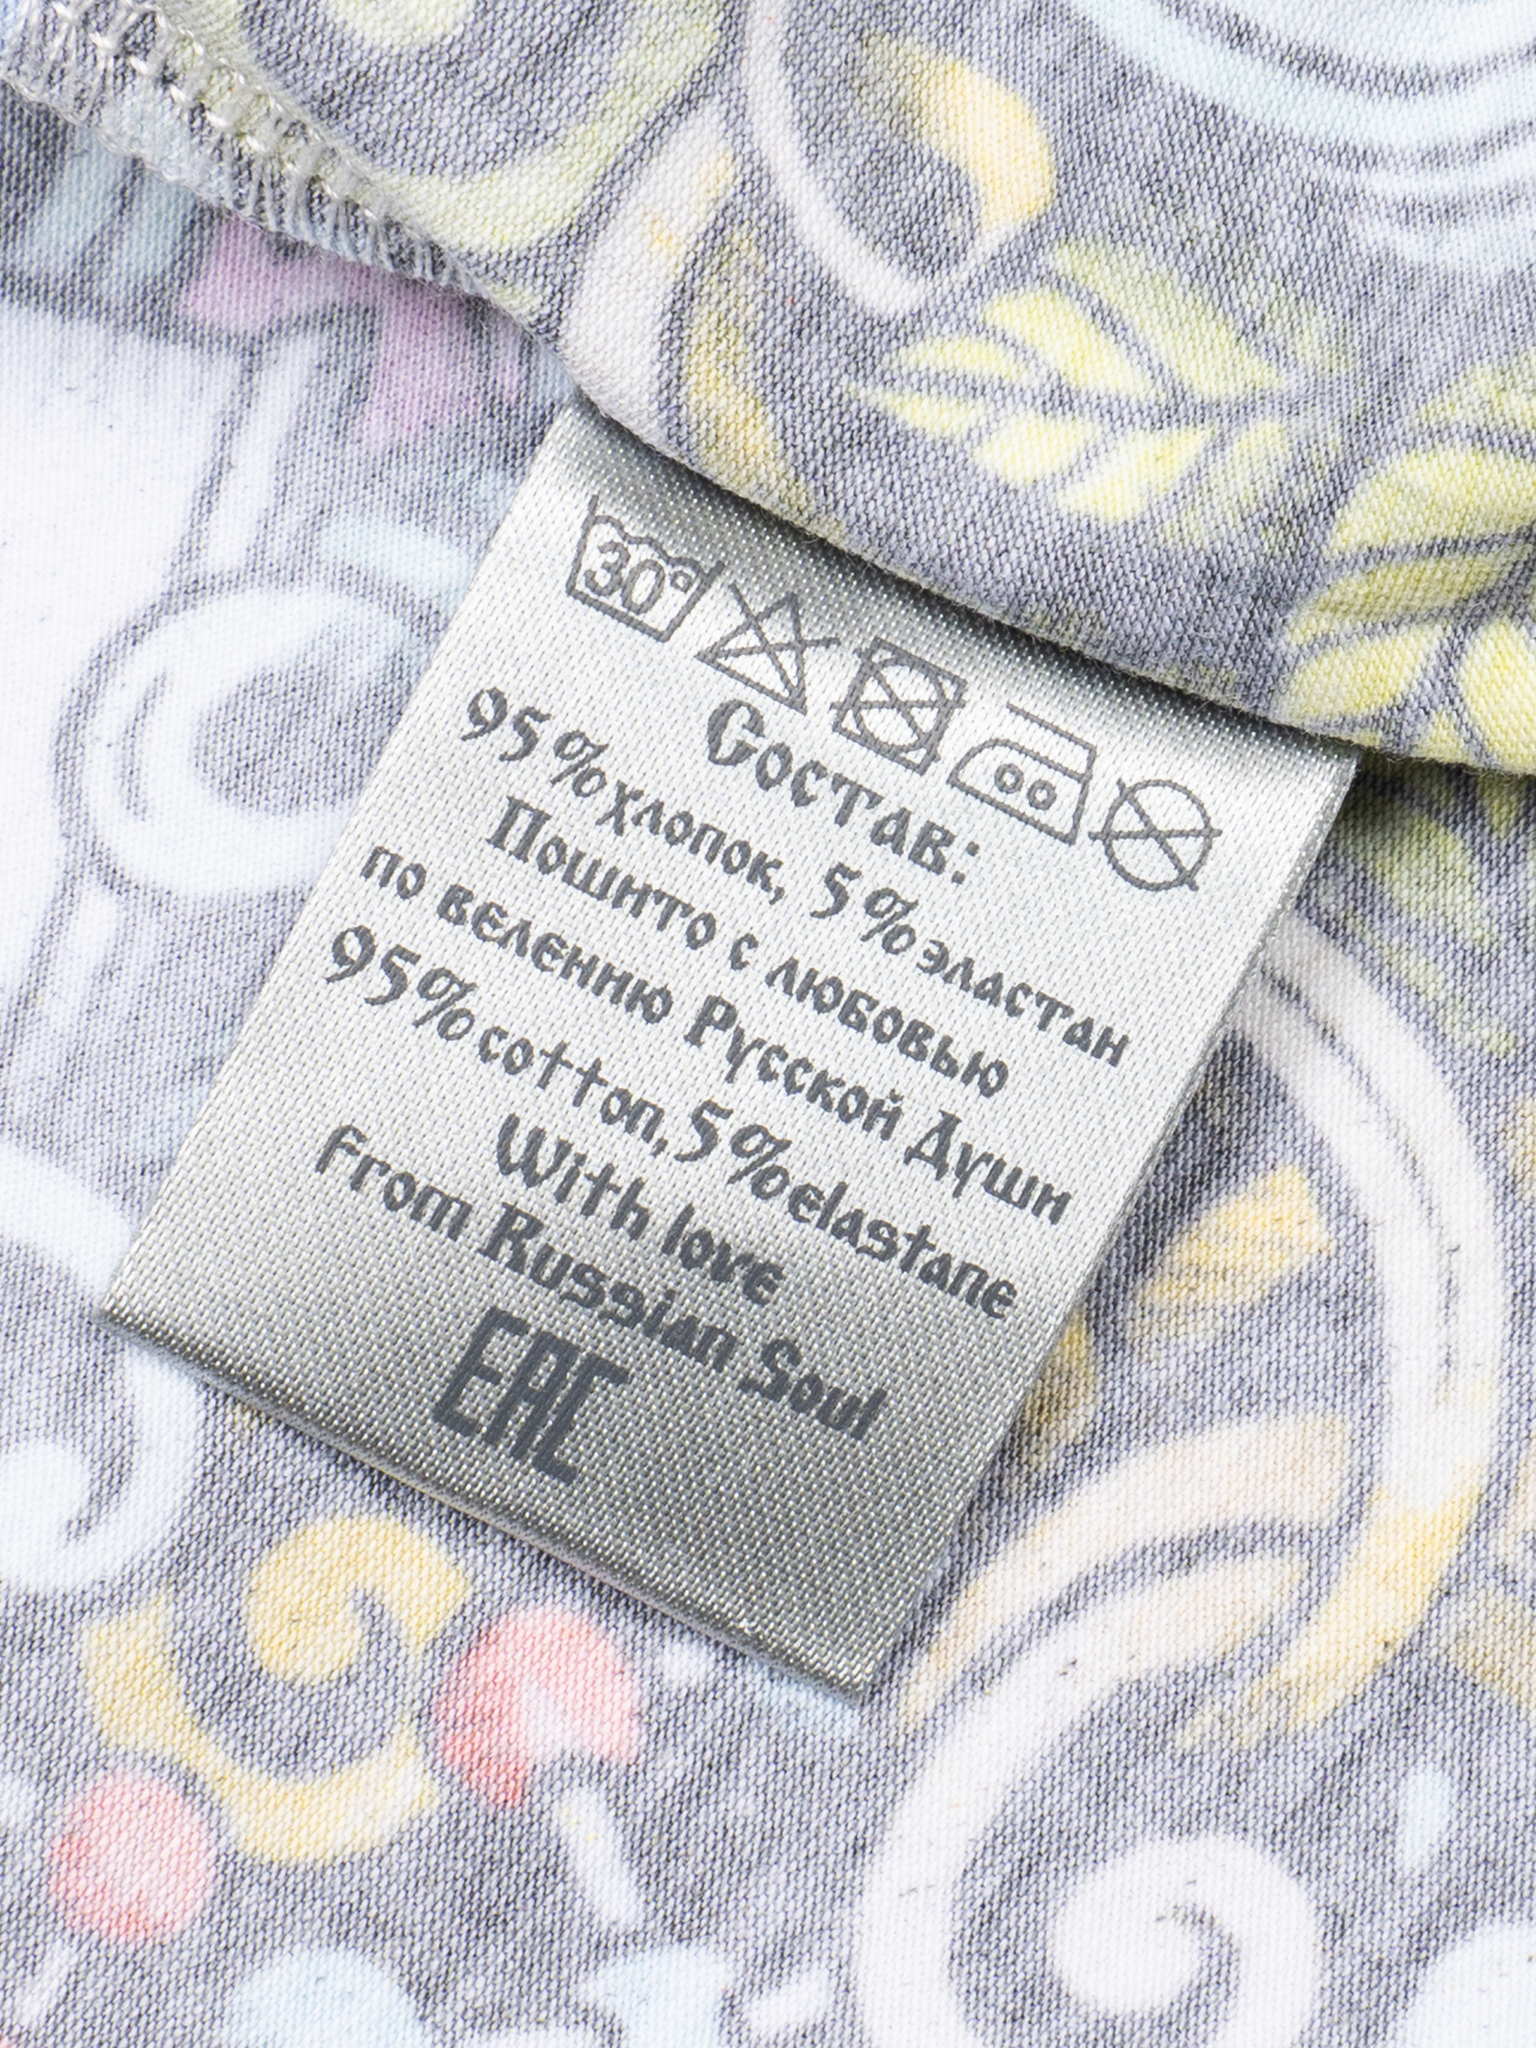 30°
Состав:
95% хлопок, 5% эластан
Пошито с любовью
по велению Русской Души
95% cotton, 5% elastane
With love
from Russian Soul
EAC